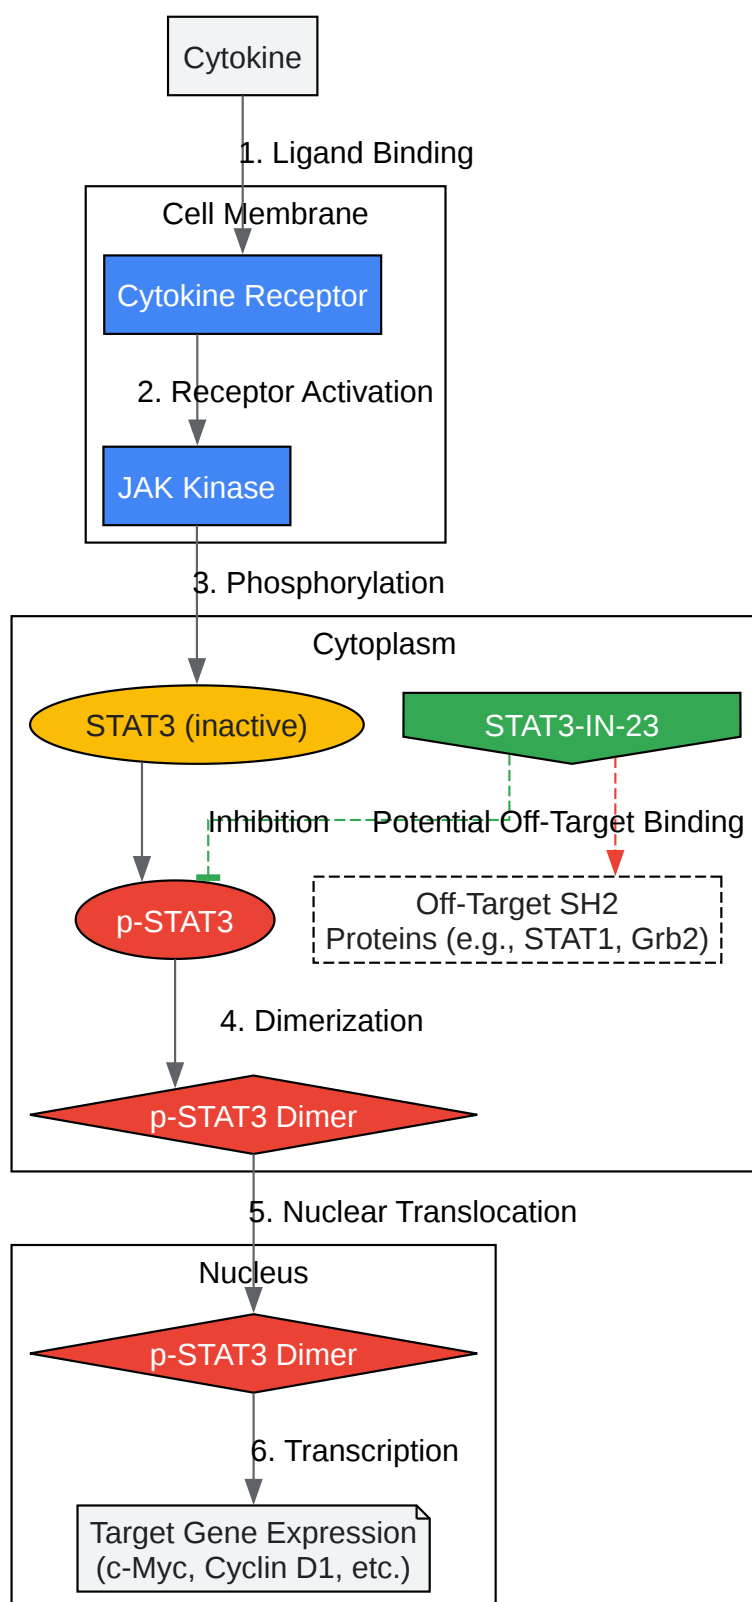 Cytokine
1. Ligand Binding
Cell Membrane
Cytokine Receptor
2. Receptor Activation
JAK Kinase
3. Phosphorylation
Cytoplasm
STAT3 (inactive)
STAT3-IN-23
Inhibition
Potential Off-Target Binding
p-STAT3
Off-Target SH2
Proteins (e.g., STAT1, Grb2)
4. Dimerization
p-STAT3 Dimer
5. Nuclear Translocation
Nucleus
p-STAT3 Dimer
6. Transcription
Target Gene Expression
(c-Myc, Cyclin D1, etc.)